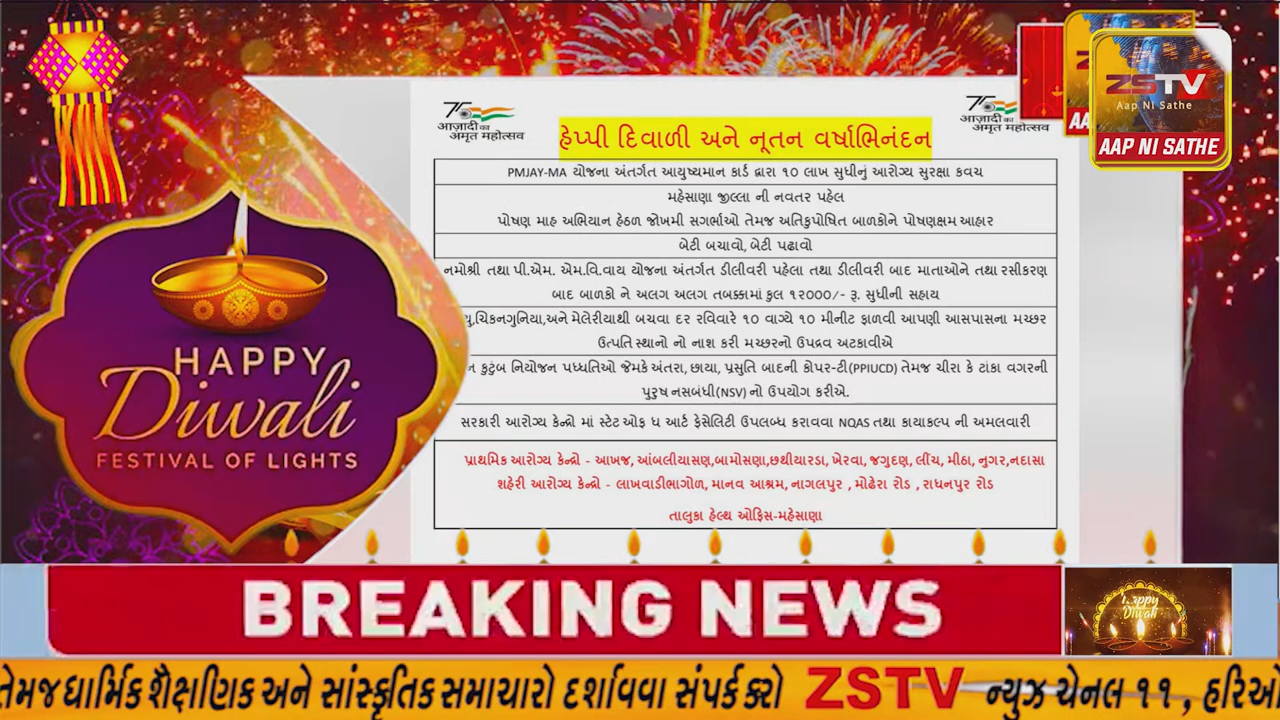 ZSTV
Aap Ni Sathe
AAP NI SATHE
75
आज़ादी का
अमृत महोत्सव
75
आज़ादी का
अमृत महोत्सव
હેપ્પી દિવાળી અને નૂતન વર્ષાભિનંદન
PMJAY-MA યોજના અંતર્ગત આયુષ્યમાન કાર્ડ દ્રારા ૧૦ લાખ સુધીનું આરોગ્ય સુરક્ષા કવચ
મહેસાણા જીલ્લા ની નવતર પહેલ
પોષણ માહ અભિયાન હેઠળ જોખમી સગર્ભાઓ તેમજ અતિકુપોષિત બાળકોને પોષણક્ષમ આહાર
બેટી બચાવો, બેટી પઢાવો
નમોશ્રી તથા પી.એમ. એમ.વિ.વાય યોજના અંતર્ગત ડીલીવરી પહેલા તથા ડીલીવરી બાદ માતાઓને તથા રસીકરણ
બાદ બાળકો ને અલગ અલગ તબક્કામાં કુલ ૧૨૦૦૦/- રૂ. સુધીની સહાય
યુ,ચિકનગુનિયા,અને મેલેરીયાથી બચવા દર રવિવારે ૧૦ વાગ્યે ૧૦ મીનીટ ફાળવી આપણી આસપાસના મચ્છર
ઉત્પતિ સ્થાનો નો નાશ કરી મચ્છરનો ઉપદ્રવ અટકાવીએ
ન કુટુંબ નિયોજન પધ્ધતિઓ જેમકે અંતરા, છાયા, પ્રસુતિ બાદની કોપર-ટી(PPIUCD) તેમજ ચીરા કે ટાંકા વગરની
પુરુષ નસબંધી(NSV) નો ઉપયોગ કરીએ.
સરકારી આરોગ્ય કેન્દ્રો માં સ્ટેટ ઓફ ધ આર્ટ ફેસેલિટી ઉપલબ્ધ કરાવવા NQAS તથા કાયાકલ્પ ની અમલવારી
પ્રાથમિક આરોગ્ય કેન્દ્રો - આખજ, આંબલીયાસણ,બામોસણા,છઠીયારડા, ખેરવા, જગુદણ, લીંચ, મીઠા, નુગર,નદાસા
શહેરી આરોગ્ય કેન્દ્રો - લાખવાડીભાગોળ, માનવ આશ્રમ, નાગલપુર , મોઢેરા રોડ , રાધનપુર રોડ
તાલુકા હેલ્થ ઓફિસ-મહેસાણા
HAPPY
Diwali
FESTIVAL OF LIGHTS
BREAKING NEWS
Happy
Diwali
તેમજ ધાર્મિક શૈક્ષણિક અને સાંસ્કૃતિક સમાચારો દર્શાવવા સંપર્ક કરો ZSTV ન્યુઝ ચેનલ ૧૧ , હરિઓ